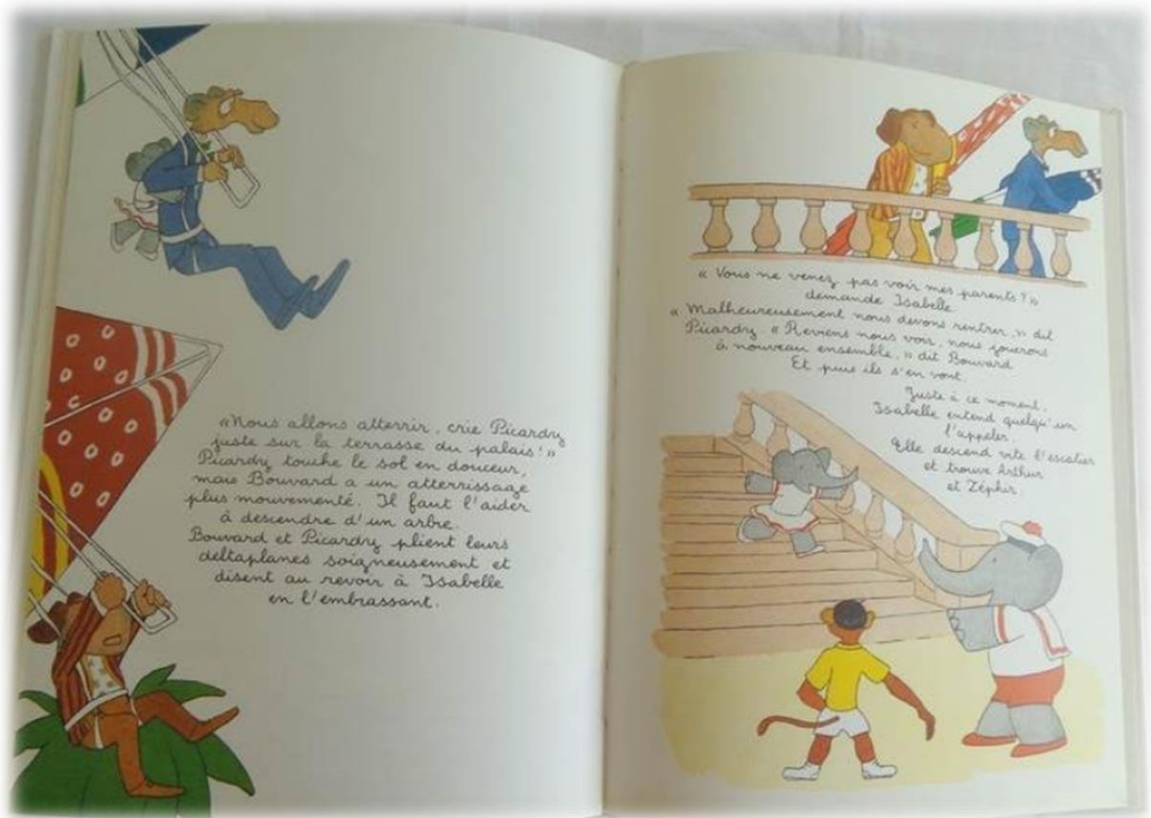 «Nous allons atterrir, crie Picardy
juste sur la terrasse du palais!»
Picardy touche le sol en douceur,
mais Bouvard a un atterrissage
plus mouvementé. Il faut l'aider
à descendre d'un arbre.
Bouvard et Picardy plient leurs
deltaplanes soigneusement et
disent au revoir à Isabelle
en l'embrassant.
« Vous ne venez pas voir mes parents?»
demande Isabelle.
« Malheureusement nous devons rentrer,» dit
Picardy. « Reviens nous voir, nous jouerons
à nouveau ensemble,» dit Bouvard
Et puis ils s'en vont.
Juste à ce moment,
Isabelle entend quelqu'un
l'appeler.
Elle descend vite l'escalier
et trouve Arthur
et Zéphir.